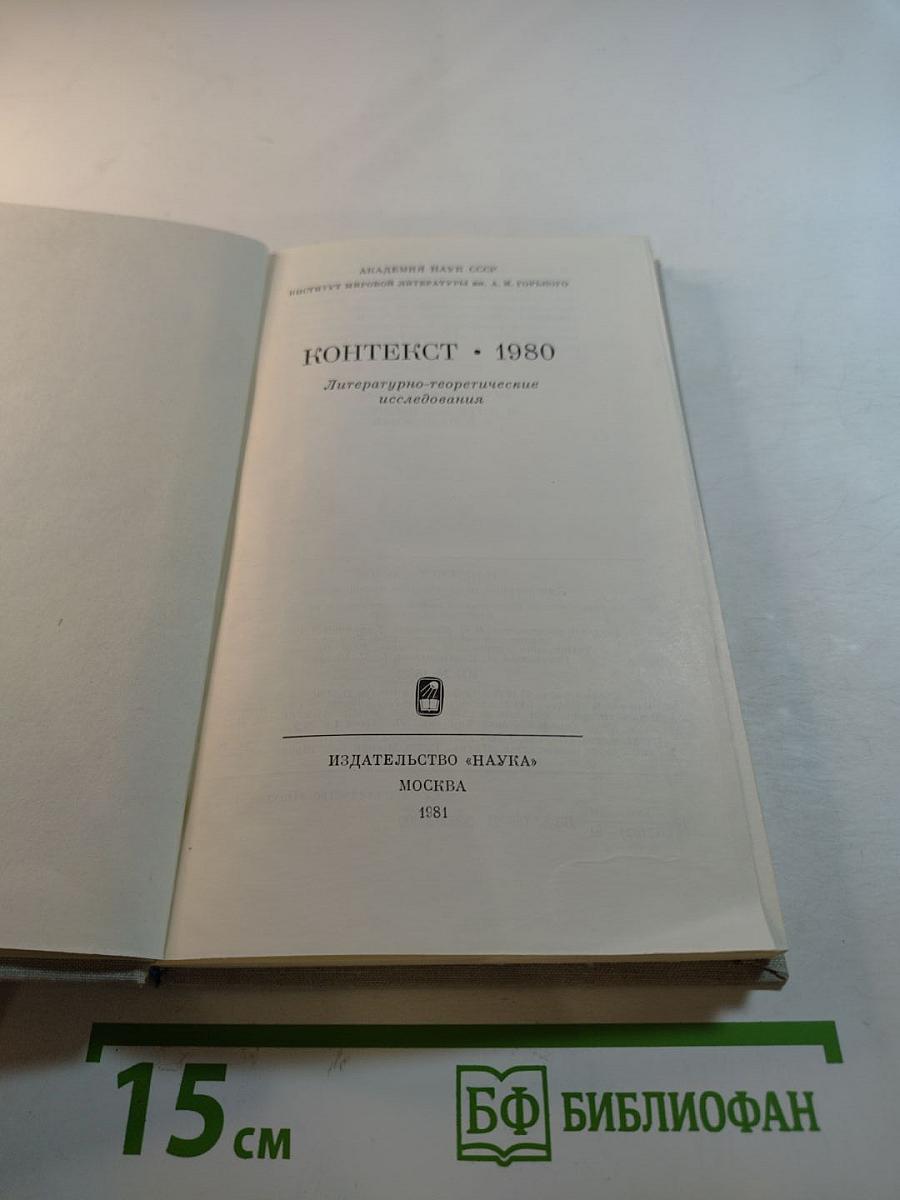 АКАДЕМИЯ НАУК СССР
ИНСТИТУТ МИРОВОЙ ЛИТЕРАТУРЫ им. А. М. ГОРЬКОГО
КОНТЕКСТ • 1980
Литературно-теоретические
исследования
ИЗДАТЕЛЬСТВО «НАУКА»
МОСКВА
1981
15 см
БФ БИБЛИОФАН